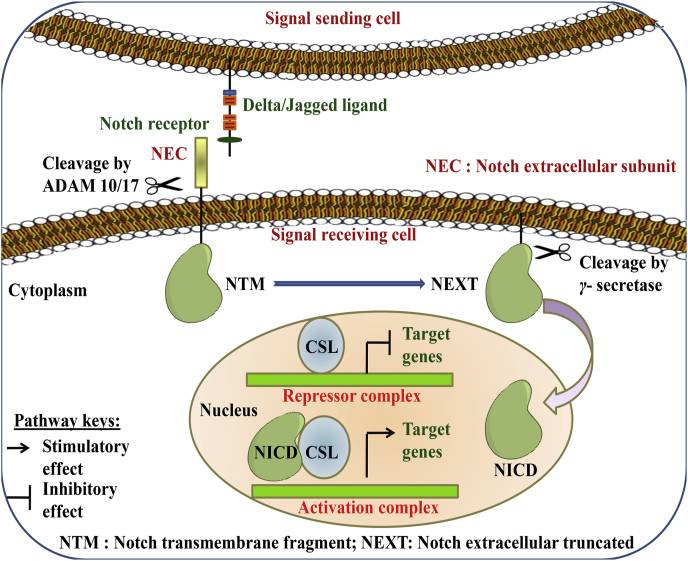 Signal sending cell
Delta/Jagged ligand
Notch receptor
NEC
Cleavage by
ADAM 10/17
NEC : Notch extracellular subunit
Signal receiving cell
Cleavage by
γ- secretase
Cytoplasm
NTM
NEXT
CSL
Target
genes
Repressor complex
Nucleus
NICD
CSL
Target
genes
Activation complex
NICD
Pathway keys:
Stimulatory
effect
Inhibitory
effect
NTM : Notch transmembrane fragment; NEXT: Notch extracellular truncated